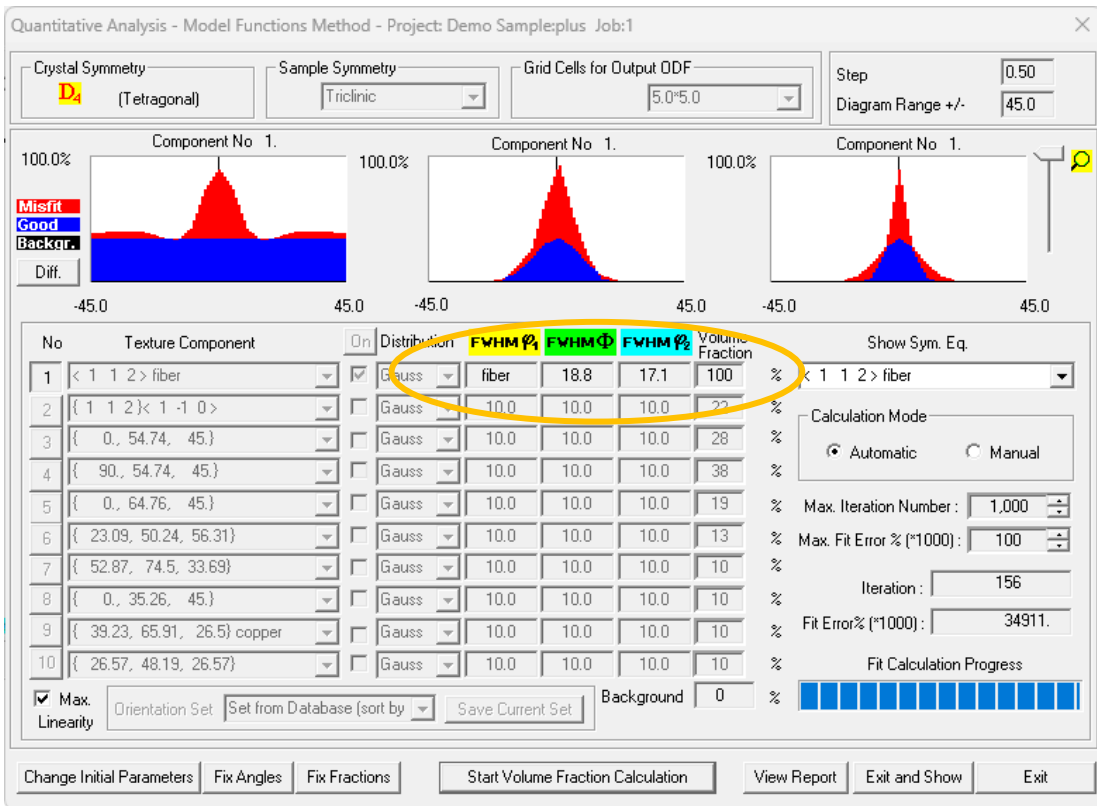 Quantitative Analysis - Model Functions Method - Project: Demo Sample:plus Job:1
Crystal Symmetry
D4 (Tetragonal)
Sample Symmetry
Triclinic
Grid Cells for Output ODF
5.0*5.0
Step 0.50
Diagram Range +/- 45.0
Component No 1.
100.0%
Component No 1.
100.0%
Component No 1.
100.0%
Misfit
Good
Backgr.
Diff.
-45.0 45.0 -45.0 45.0 -45.0 45.0
No Texture Component On Distribution FWHM φ1 FWHM Φ FWHM φ2 Volume Fraction
1 < 1 1 2 > fiber Gauss fiber 18.8 17.1 100 %
2 { 1 1 2 }< 1 -1 0 > Gauss 10.0 10.0 10.0 22 %
3 { 0., 54.74, 45.} Gauss 10.0 10.0 10.0 28 %
4 { 90., 54.74, 45.} Gauss 10.0 10.0 10.0 38 %
5 { 0., 64.76, 45.} Gauss 10.0 10.0 10.0 19 %
6 { 23.09, 50.24, 56.31} Gauss 10.0 10.0 10.0 13 %
7 { 52.87, 74.5, 33.69} Gauss 10.0 10.0 10.0 10 %
8 { 0., 35.26, 45.} Gauss 10.0 10.0 10.0 10 %
9 { 39.23, 65.91, 26.5} copper Gauss 10.0 10.0 10.0 10 %
10 { 26.57, 48.19, 26.57} Gauss 10.0 10.0 10.0 10 %
Max. Linearity
Orientation Set Set from Database (sort by Save Current Set Background 0 %
Show Sym. Eq.
< 1 1 2 > fiber
Calculation Mode
Automatic Manual
Max. Iteration Number : 1,000
Max. Fit Error % (*1000) : 100
Iteration : 156
Fit Error% (*1000) : 34911.
Fit Calculation Progress
Change Initial Parameters Fix Angles Fix Fractions Start Volume Fraction Calculation View Report Exit and Show Exit